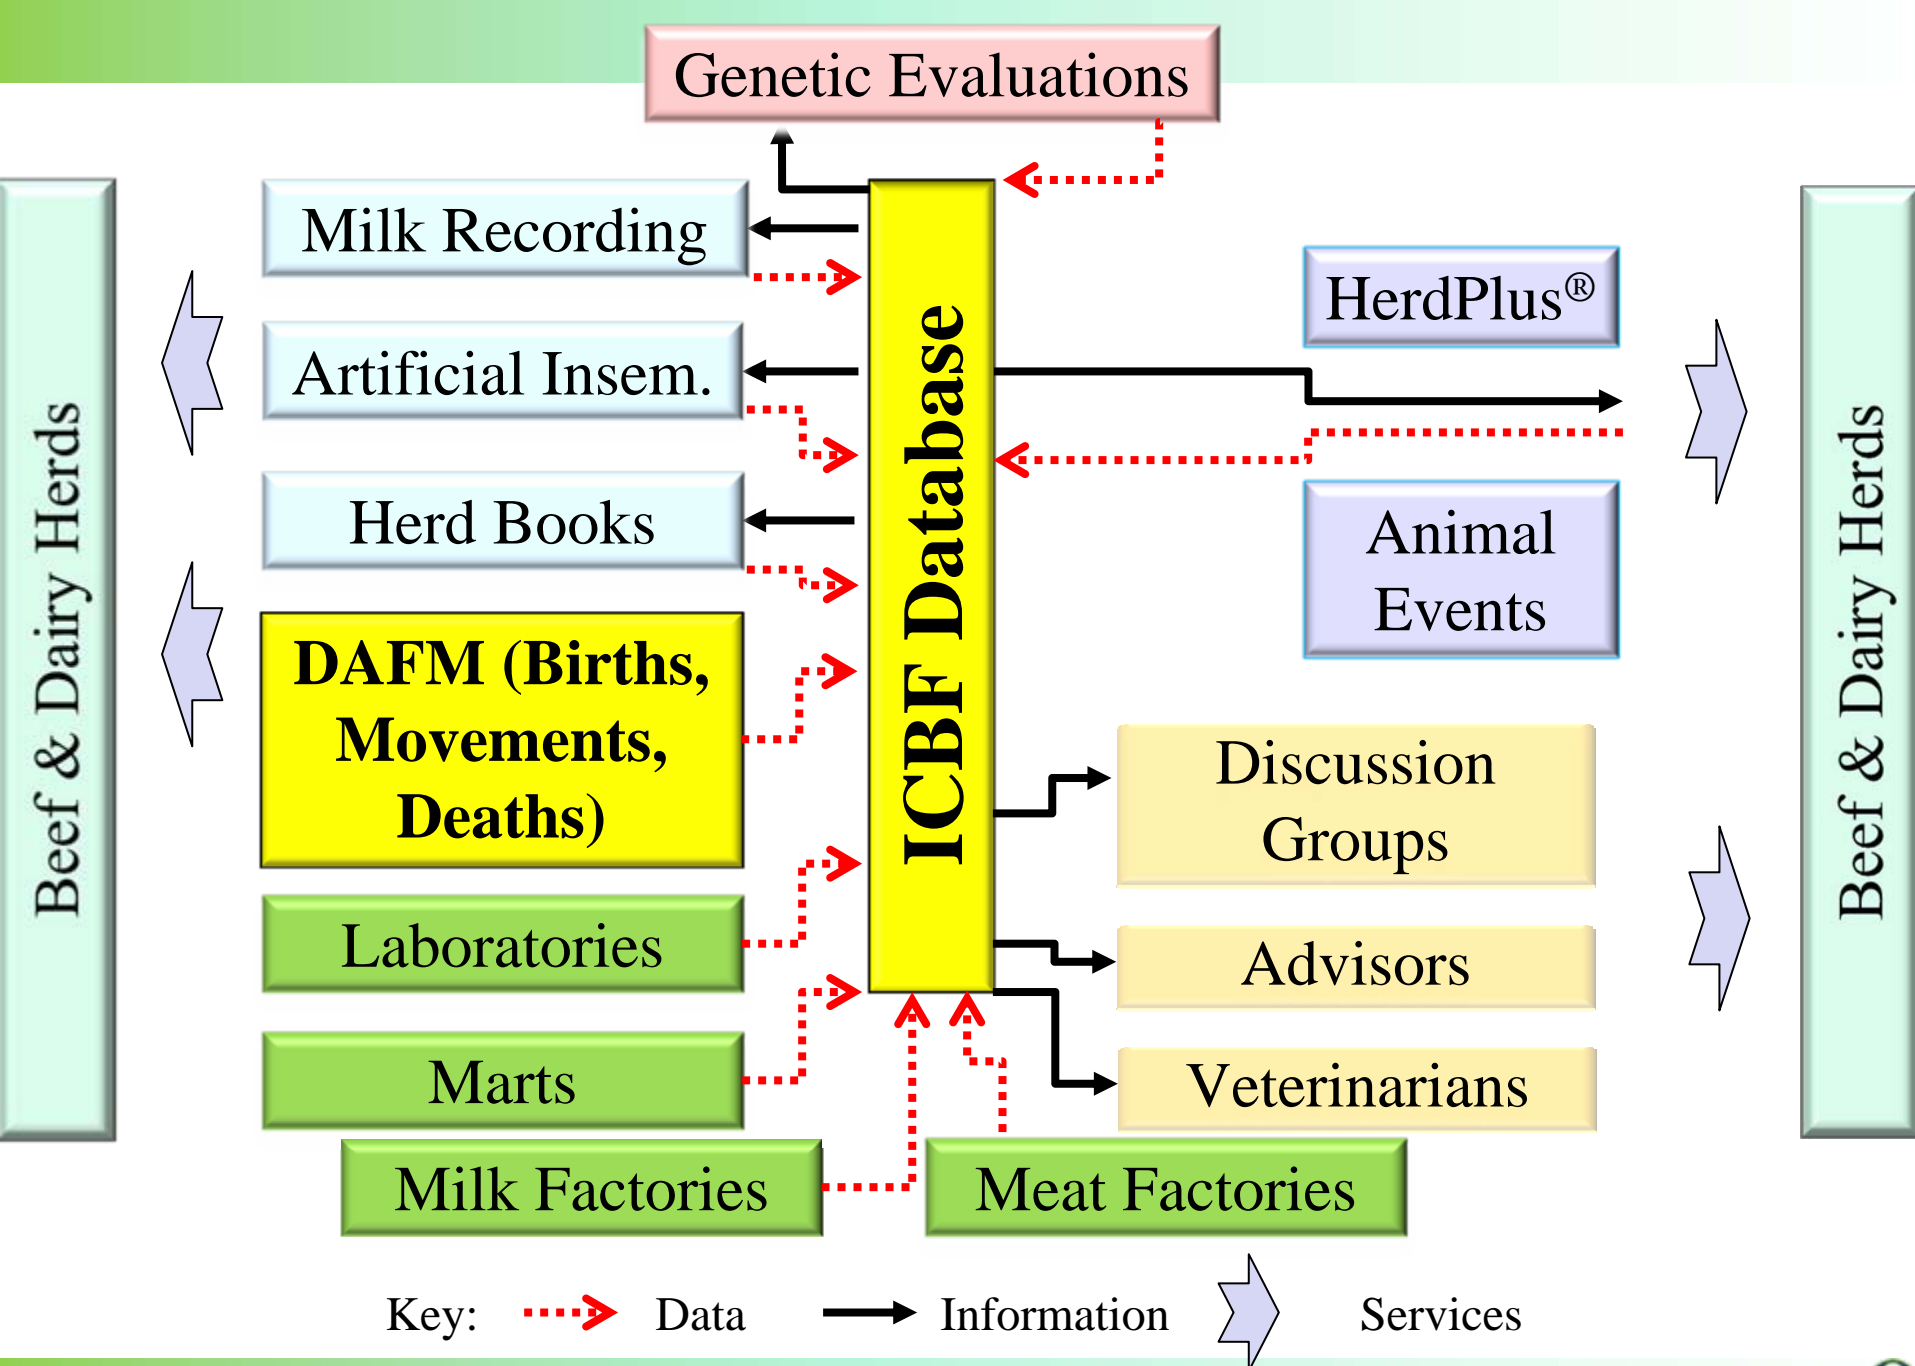 Genetic Evaluations
Beef & Dairy Herds
Milk Recording
Artificial Insem.
Herd Books
DAFM (Births,
Movements,
Deaths)
Laboratories
Marts
Milk Factories
Meat Factories
ICBF Database
HerdPlus®
Animal
Events
Discussion
Groups
Advisors
Veterinarians
Beef & Dairy Herds
Key:
Data
Information
Services